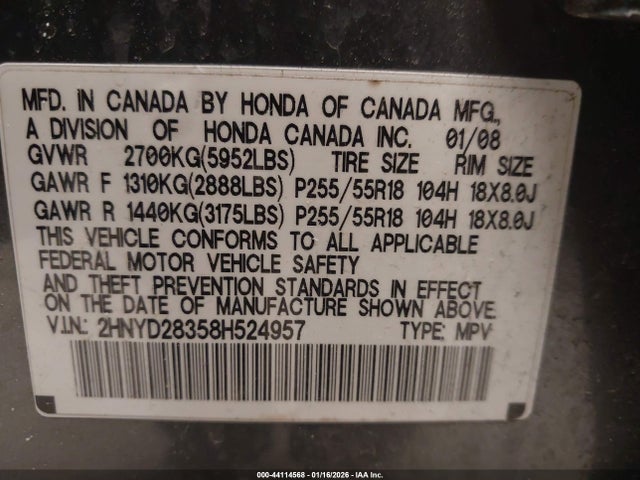 MFD. IN CANADA BY HONDA OF CANADA MFG.,
A DIVISION OF HONDA CANADA INC. 01/08
GVWR 2700KG(5952LBS) TIRE SIZE RIM SIZE
GAWR F 1310KG(2888LBS) P255/55R18 104H 18X8.0J
GAWR R 1440KG(3175LBS) P255/55R18 104H 18X8.0J
THIS VEHICLE CONFORMS TO ALL APPLICABLE
FEDERAL MOTOR VEHICLE SAFETY
AND THEFT PREVENTION STANDARDS IN EFFECT
ON THE DATE OF MANUFACTURE SHOWN ABOVE.
V.I.N.: 2HNYD28358H524957 TYPE: MPV
000-44114568 - 01/16/2026 - IAA Inc.